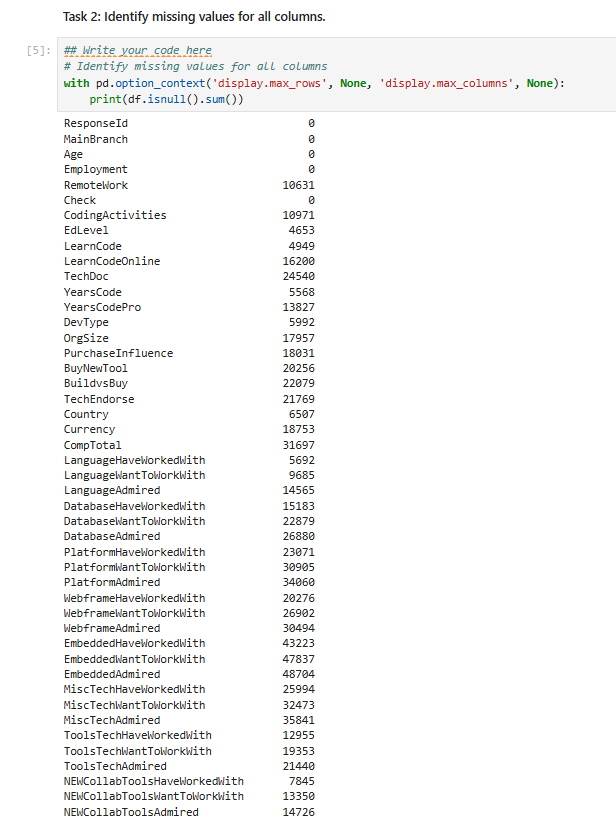 Task 2: Identify missing values for all columns.
[5]: ## Write your code here
# Identify missing values for all columns
with pd.option_context('display.max_rows', None, 'display.max_columns', None):
    print(df.isnull().sum())
ResponseId 0
MainBranch 0
Age 0
Employment 0
RemoteWork 10631
Check 0
CodingActivities 10971
EdLevel 4653
LearnCode 4949
LearnCodeOnline 16200
TechDoc 24540
YearsCode 5568
YearsCodePro 13827
DevType 5992
OrgSize 17957
PurchaseInfluence 18031
BuyNewTool 20256
BuildvsBuy 22079
TechEndorse 21769
Country 6507
Currency 18753
CompTotal 31697
LanguageHaveWorkedWith 5692
LanguageWantToWorkWith 9685
LanguageAdmired 14565
DatabaseHaveWorkedWith 15183
DatabaseWantToWorkWith 22879
DatabaseAdmired 26880
PlatformHaveWorkedWith 23071
PlatformWantToWorkWith 30905
PlatformAdmired 34060
WebframeHaveWorkedWith 20276
WebframeWantToWorkWith 26902
WebframeAdmired 30494
EmbeddedHaveWorkedWith 43223
EmbeddedWantToWorkWith 47837
EmbeddedAdmired 48704
MiscTechHaveWorkedWith 25994
MiscTechWantToWorkWith 32473
MiscTechAdmired 35841
ToolsTechHaveWorkedWith 12955
ToolsTechWantToWorkWith 19353
ToolsTechAdmired 21440
NEWCollabToolsHaveWorkedWith 7845
NEWCollabToolsWantToWorkWith 13350
NEWCollabToolsAdmired 14726